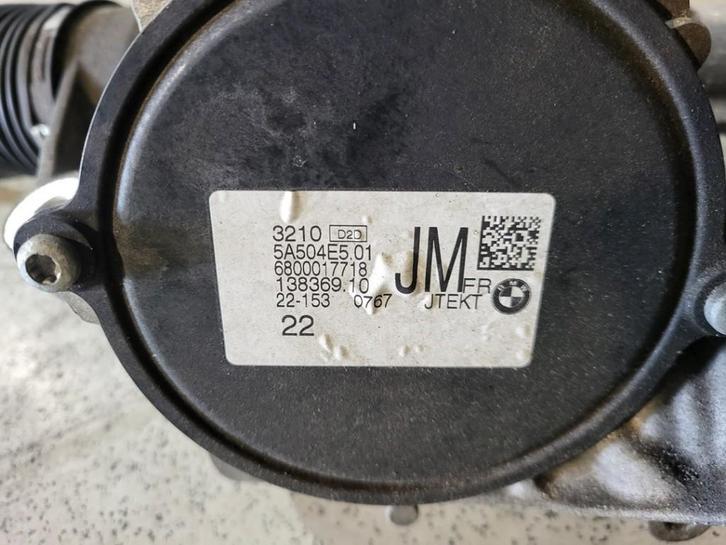 3210 D2D
5A504E5.01
6800017718
138369.10
22-153 0767
22
JM
FR
JTEKT